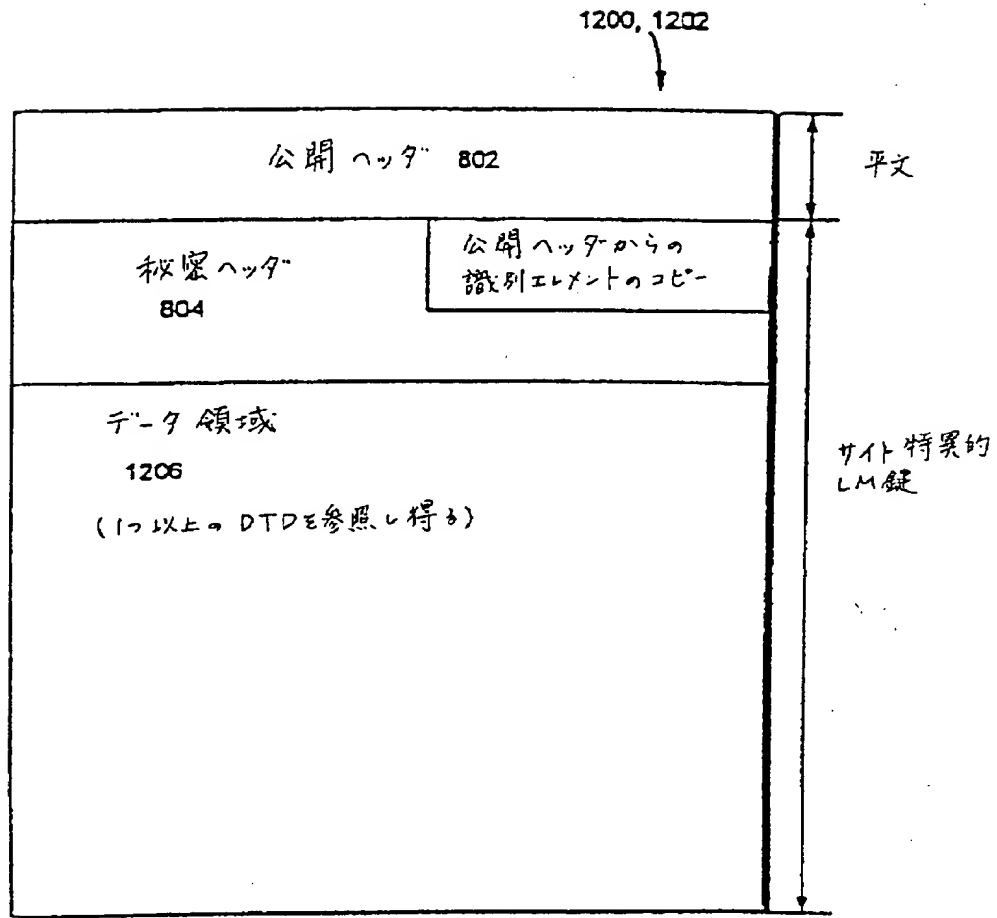 1200, 1202
公開ヘッダ 802
平文
秘密ヘッダ
804
公開ヘッダからの
識別エレメントのコピー
データ領域
1206
(1つ以上のDTDを参照し得る)
サイト特異的
LM鍵